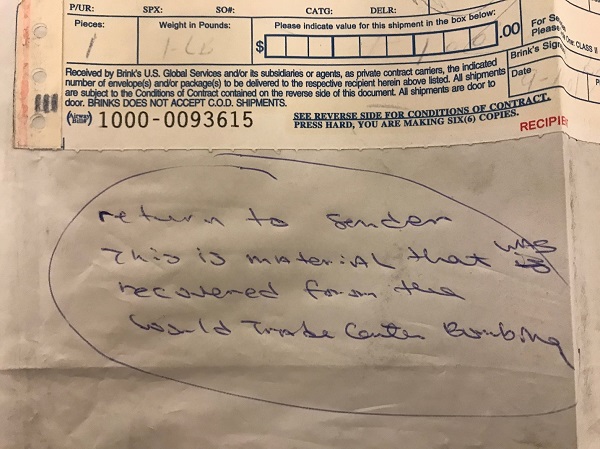 P/UR: SPX: SO#: CATG: DELR:
Pieces: Weight in Pounds: Please indicate value for this shipment in the box below:
1 1 LB $ .00
For Se
Please
CLASS II
Received by Brink's U.S. Global Services and/or its subsidiaries or agents, as private contract carriers, the indicated
number of envelope(s) and/or package(s) to be delivered to the respective recipient herein above listed. All shipments
are subject to the Conditions of Contract contained on the reverse side of this document. All shipments are door to
door. BRINKS DOES NOT ACCEPT C.O.D. SHIPMENTS.
Brink's Sign
Date
1000-0093615
SEE REVERSE SIDE FOR CONDITIONS OF CONTRACT.
PRESS HARD, YOU ARE MAKING SIX(6) COPIES.
RECIPIE
return to sender
This is material that was
recovered from the
World Trade Center Bombing